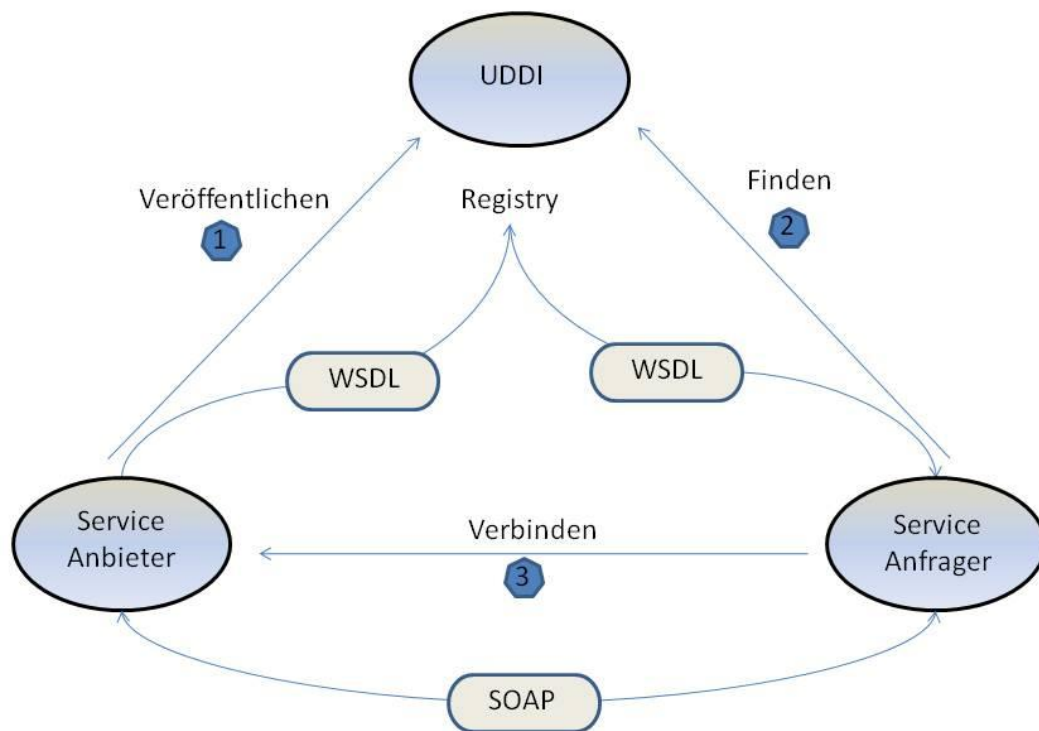 UDDI
Veröffentlichen
1
Registry
Finden
2
WSDL
WSDL
Service
Anbieter
Verbinden
3
Service
Anfrager
SOAP